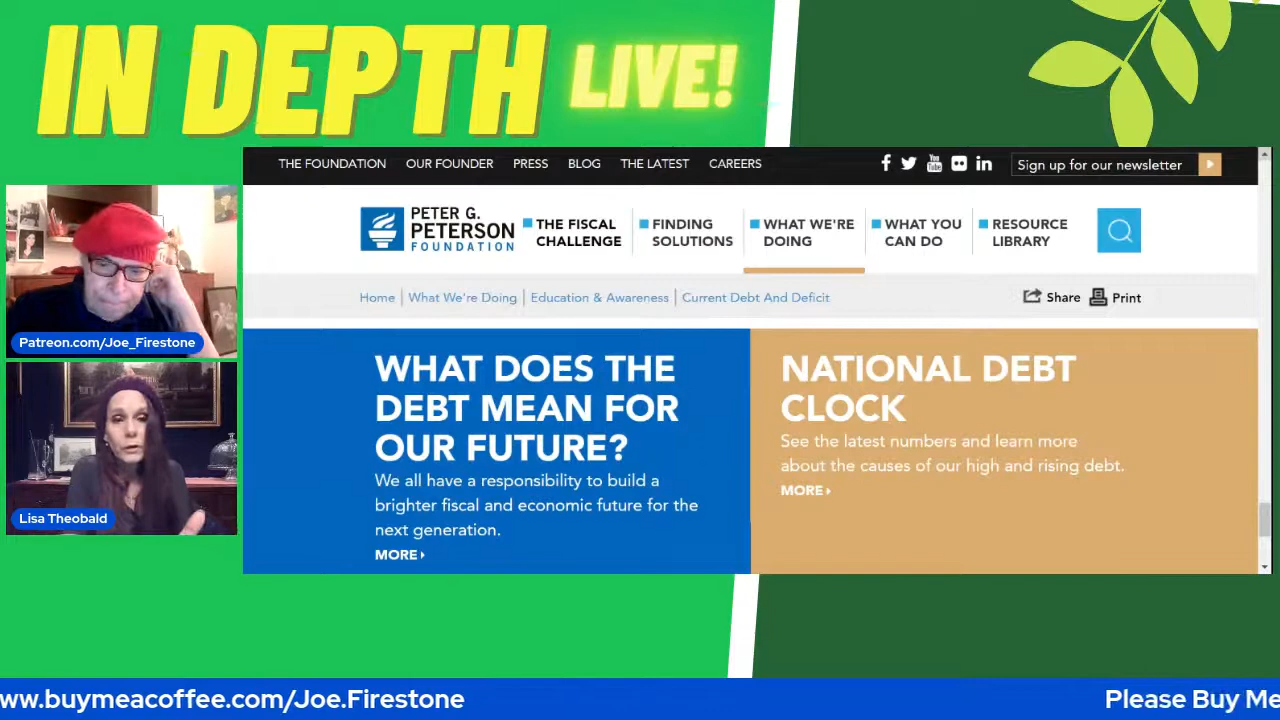 IN DEPTH LIVE!
THE FOUNDATION OUR FOUNDER PRESS BLOG THE LATEST CAREERS
Sign up for our newsletter
PETER G.
PETERSON
FOUNDATION
THE FISCAL
CHALLENGE
FINDING
SOLUTIONS
WHAT WE'RE
DOING
WHAT YOU
CAN DO
RESOURCE
LIBRARY
Home | What We're Doing | Education & Awareness | Current Debt And Deficit
Share Print
Patreon.com/Joe_Firestone
Lisa Theobald
WHAT DOES THE
DEBT MEAN FOR
OUR FUTURE?
We all have a responsibility to build a
brighter fiscal and economic future for the
next generation.
MORE
NATIONAL DEBT
CLOCK
See the latest numbers and learn more
about the causes of our high and rising debt.
MORE
www.buymeacoffee.com/Joe.Firestone
Please Buy Me